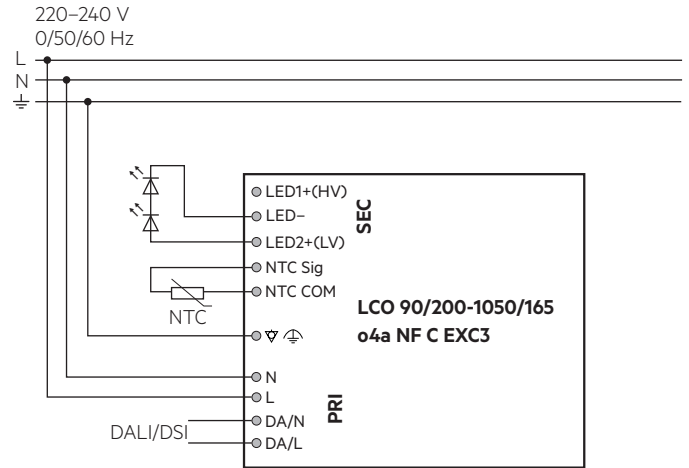 220–240 V
0/50/60 Hz
L
N
LED1+(HV)
LED–
SEC
LED2+(LV)
NTC Sig
NTC COM
NTC
LCO 90/200-1050/165
o4a NF C EXC3
N
L
PRI
DA/N
DALI/DSI
DA/L